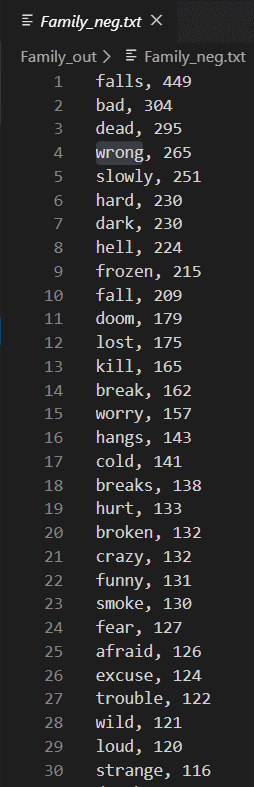 Family_neg.txt ×
Family_out > Family_neg.txt
1 falls, 449
2 bad, 304
3 dead, 295
4 wrong, 265
5 slowly, 251
6 hard, 230
7 dark, 230
8 hell, 224
9 frozen, 215
10 fall, 209
11 doom, 179
12 lost, 175
13 kill, 165
14 break, 162
15 worry, 157
16 hangs, 143
17 cold, 141
18 breaks, 138
19 hurt, 133
20 broken, 132
21 crazy, 132
22 funny, 131
23 smoke, 130
24 fear, 127
25 afraid, 126
26 excuse, 124
27 trouble, 122
28 wild, 121
29 loud, 120
30 strange, 116